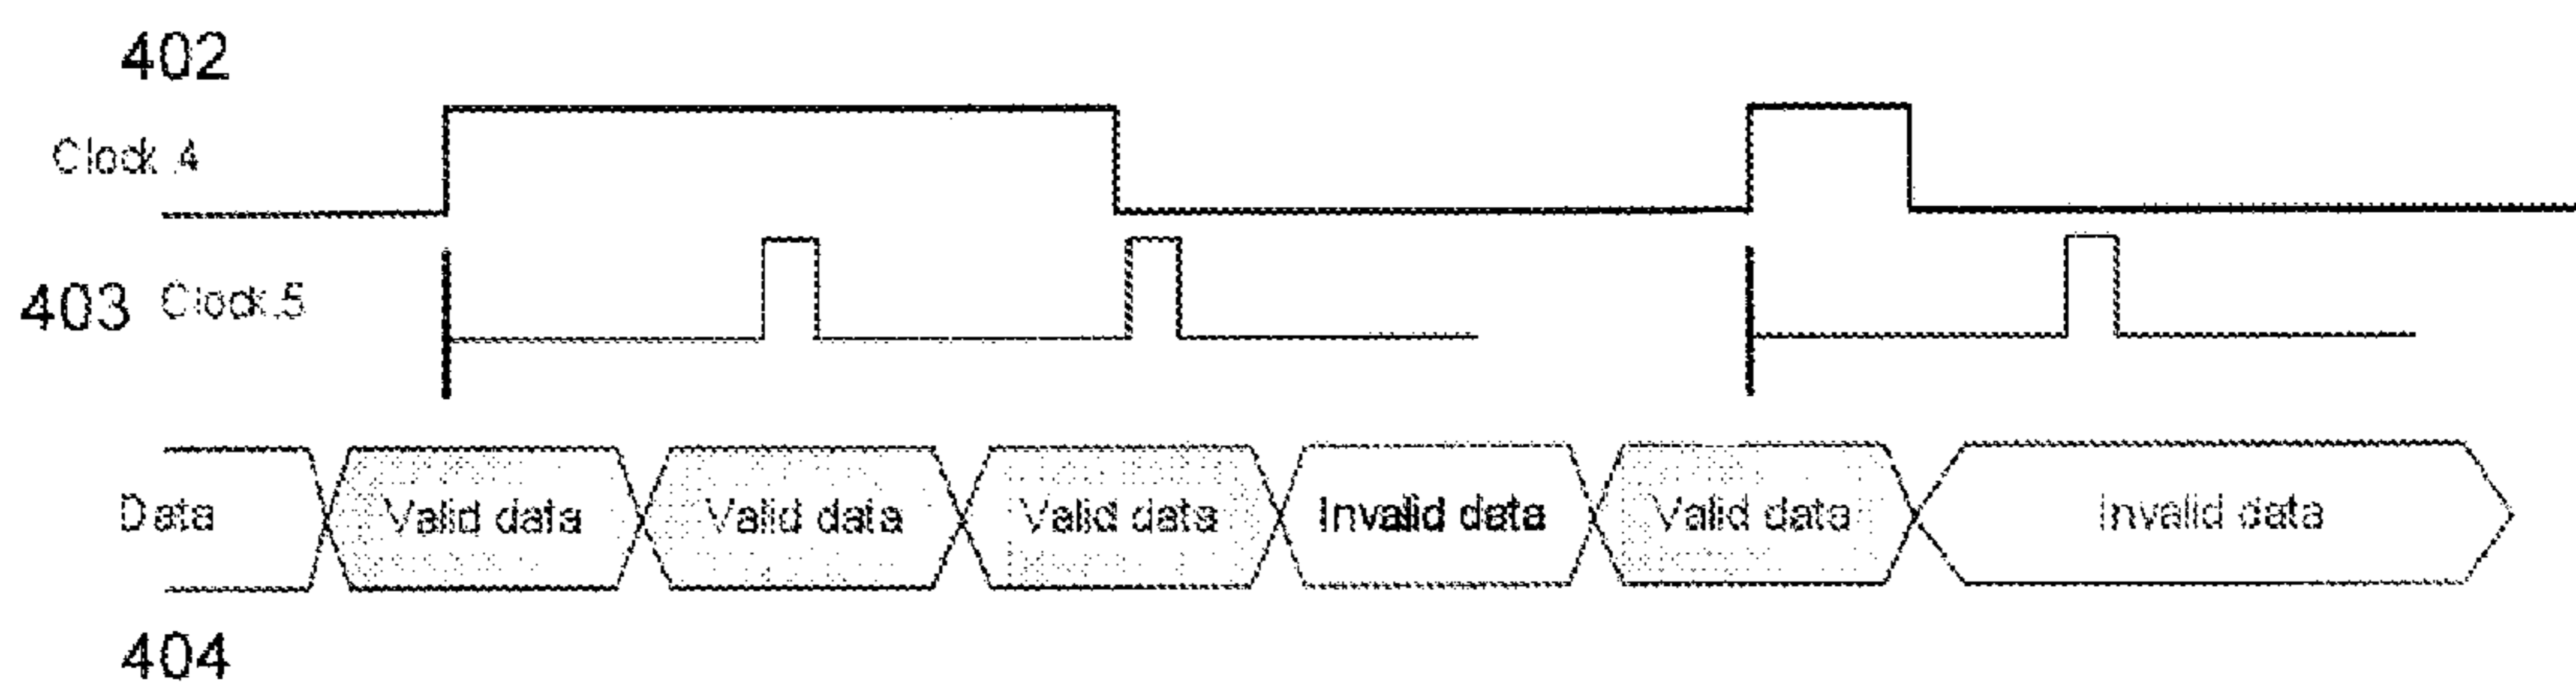 402
Clock.4
403 Clock.5
Data Valid data Valid data Valid data Invalid data Valid data Invalid data
404